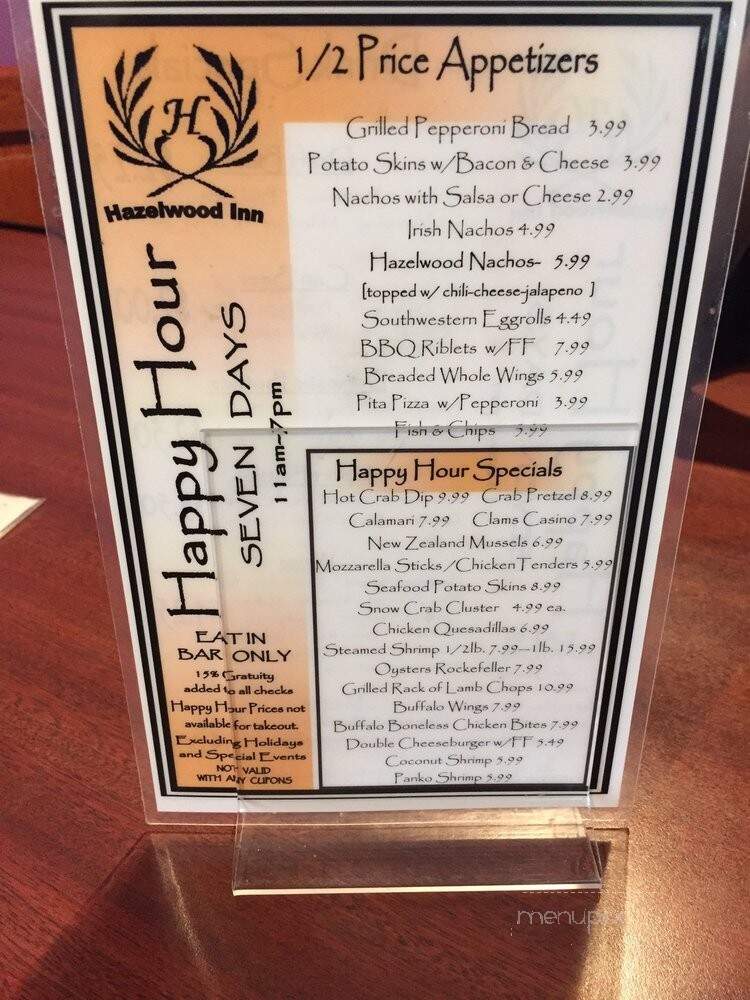 1/2 Price Appetizers
H
Hazelwood Inn
Grilled Pepperoni Bread 3.99
Potato Skins w/Bacon & Cheese 3.99
Nachos with Salsa or Cheese 2.99
Irish Nachos 4.99
Hazelwood Nachos- 5.99
[topped w/ chili-cheese-jalapeno ]
Southwestern Eggrolls 4.49
BBQ Riblets w/FF 7.99
Breaded Whole Wings 5.99
Pita Pizza w/Pepperoni 3.99
Fish & Chips 3.99
Happy Hour
SEVEN DAYS
11am-7pm
EAT IN
BAR ONLY
15% Gratuity
added to all checks
Happy Hour Prices not
available for takeout.
Excluding Holidays
and Special Events
NOT VALID
WITH ANY CUPONS
Happy Hour Specials
Hot Crab Dip 9.99 Crab Pretzel 8.99
Calamari 7.99 Clams Casino 7.99
New Zealand Mussels 6.99
Mozzarella Sticks/Chicken Tenders 5.99
Seafood Potato Skins 8.99
Snow Crab Cluster 4.99 ea.
Chicken Quesadillas 6.99
Steamed Shrimp 1/2lb. 7.99—1lb. 15.99
Oysters Rockefeller 7.99
Grilled Rack of Lamb Chops 10.99
Buffalo Wings 7.99
Buffalo Boneless Chicken Bites 7.99
Double Cheeseburger w/FF 5.49
Coconut Shrimp 5.99
Panko Shrimp 5.99